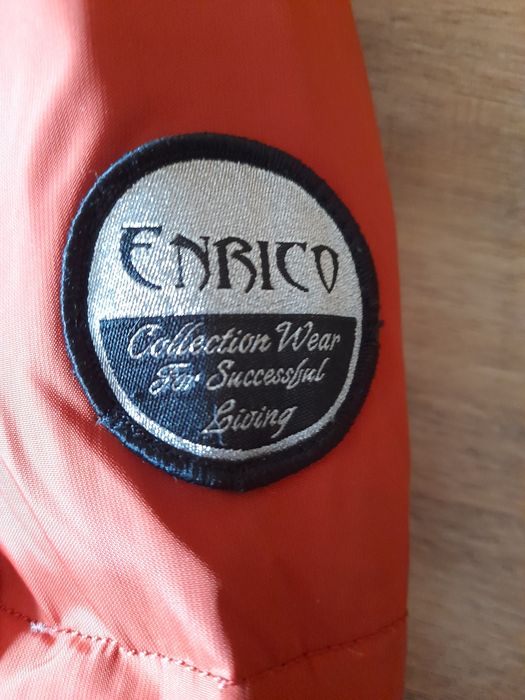 ENRICO
Collection Wear
For Successful
Living